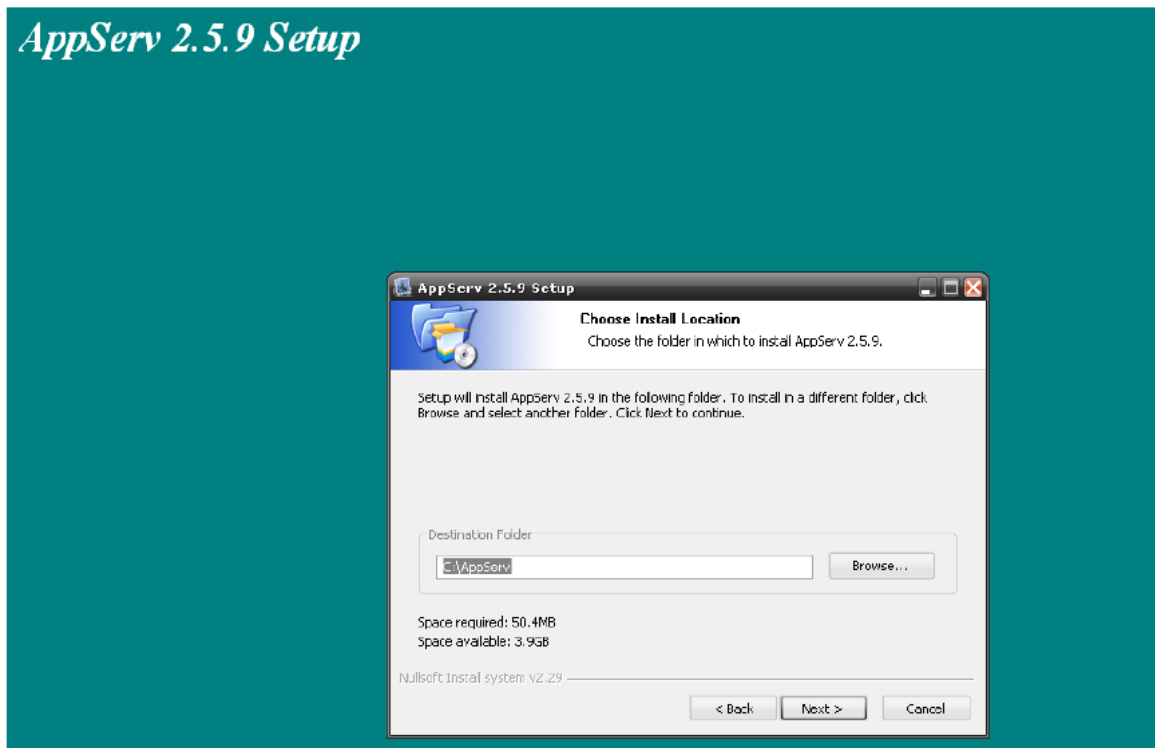 AppServ 2.5.9 Setup
AppServ 2.5.9 Setup
Choose Install Location
Choose the folder in which to install AppServ 2.5.9.
Setup will install AppServ 2.5.9 in the following folder. To install in a different folder, click
Browse and select another folder. Click Next to continue.
Destination Folder
C:\AppServ
Browse...
Space required: 50.4MB
Space available: 3.9GB
Nullsoft Install system v2.29
< Back Next > Cancel